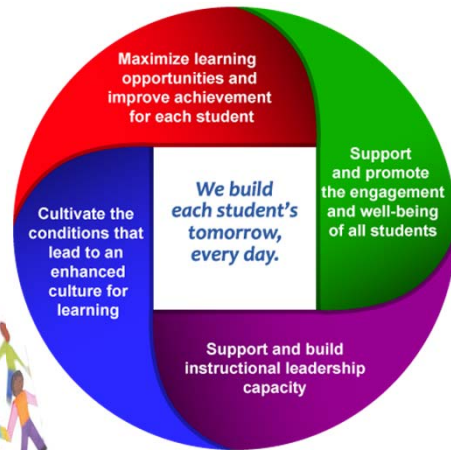 Maximize learning
opportunities and
improve achievement
for each student
Support
and promote
the engagement
and well-being
of all students
We build
each student's
tomorrow,
every day.
Cultivate the
conditions that
lead to an
enhanced
culture for
learning
Support and build
instructional leadership
capacity